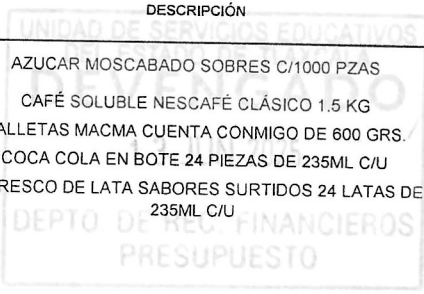 DESCRIPCIÓN
UNIDAD DE SERVICIOS EDUCATIVOS
DEL ESTADO DE TLAXCALA
AZUCAR MOSCABADO SOBRES C/1000 PZAS
DEVENGADO
CAFÉ SOLUBLE NESCAFÉ CLÁSICO 1.5 KG
ALLETAS MACMA CUENTA CONMIGO DE 600 GRS.
JUN
COCA COLA EN BOTE 24 PIEZAS DE 235ML C/U
RESCO DE LATA SABORES SURTIDOS 24 LATAS DE
235ML C/U
DEPTO DE REC. FINANCIEROS
PRESUPUESTO